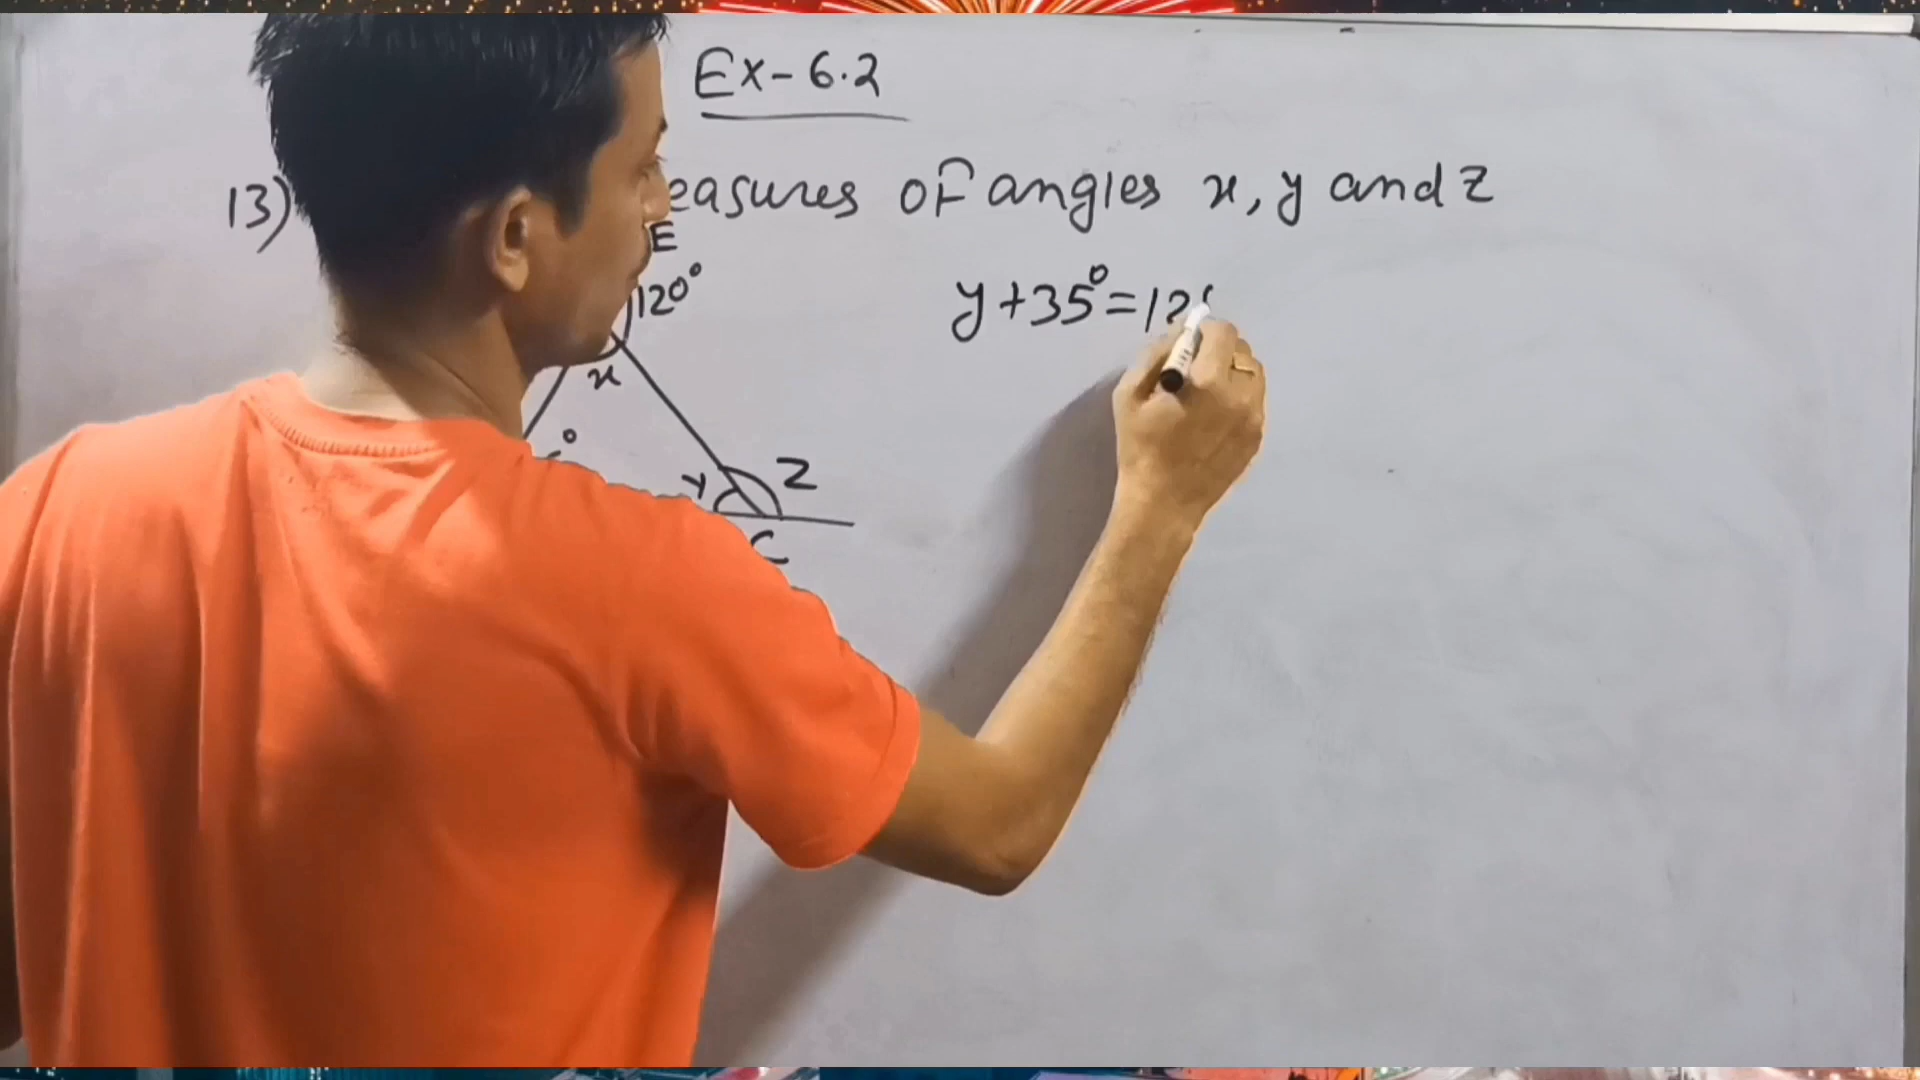 Ex-6.2
13) easures of angles x, y and z
E
120°
y+35°=12
x
°
y z
C